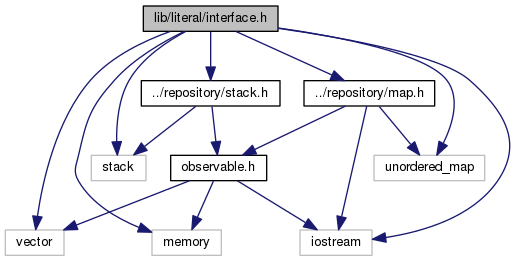 lib/literal/interface.h
../repository/stack.h
../repository/map.h
stack
observable.h
unordered_map
vector
memory
iostream